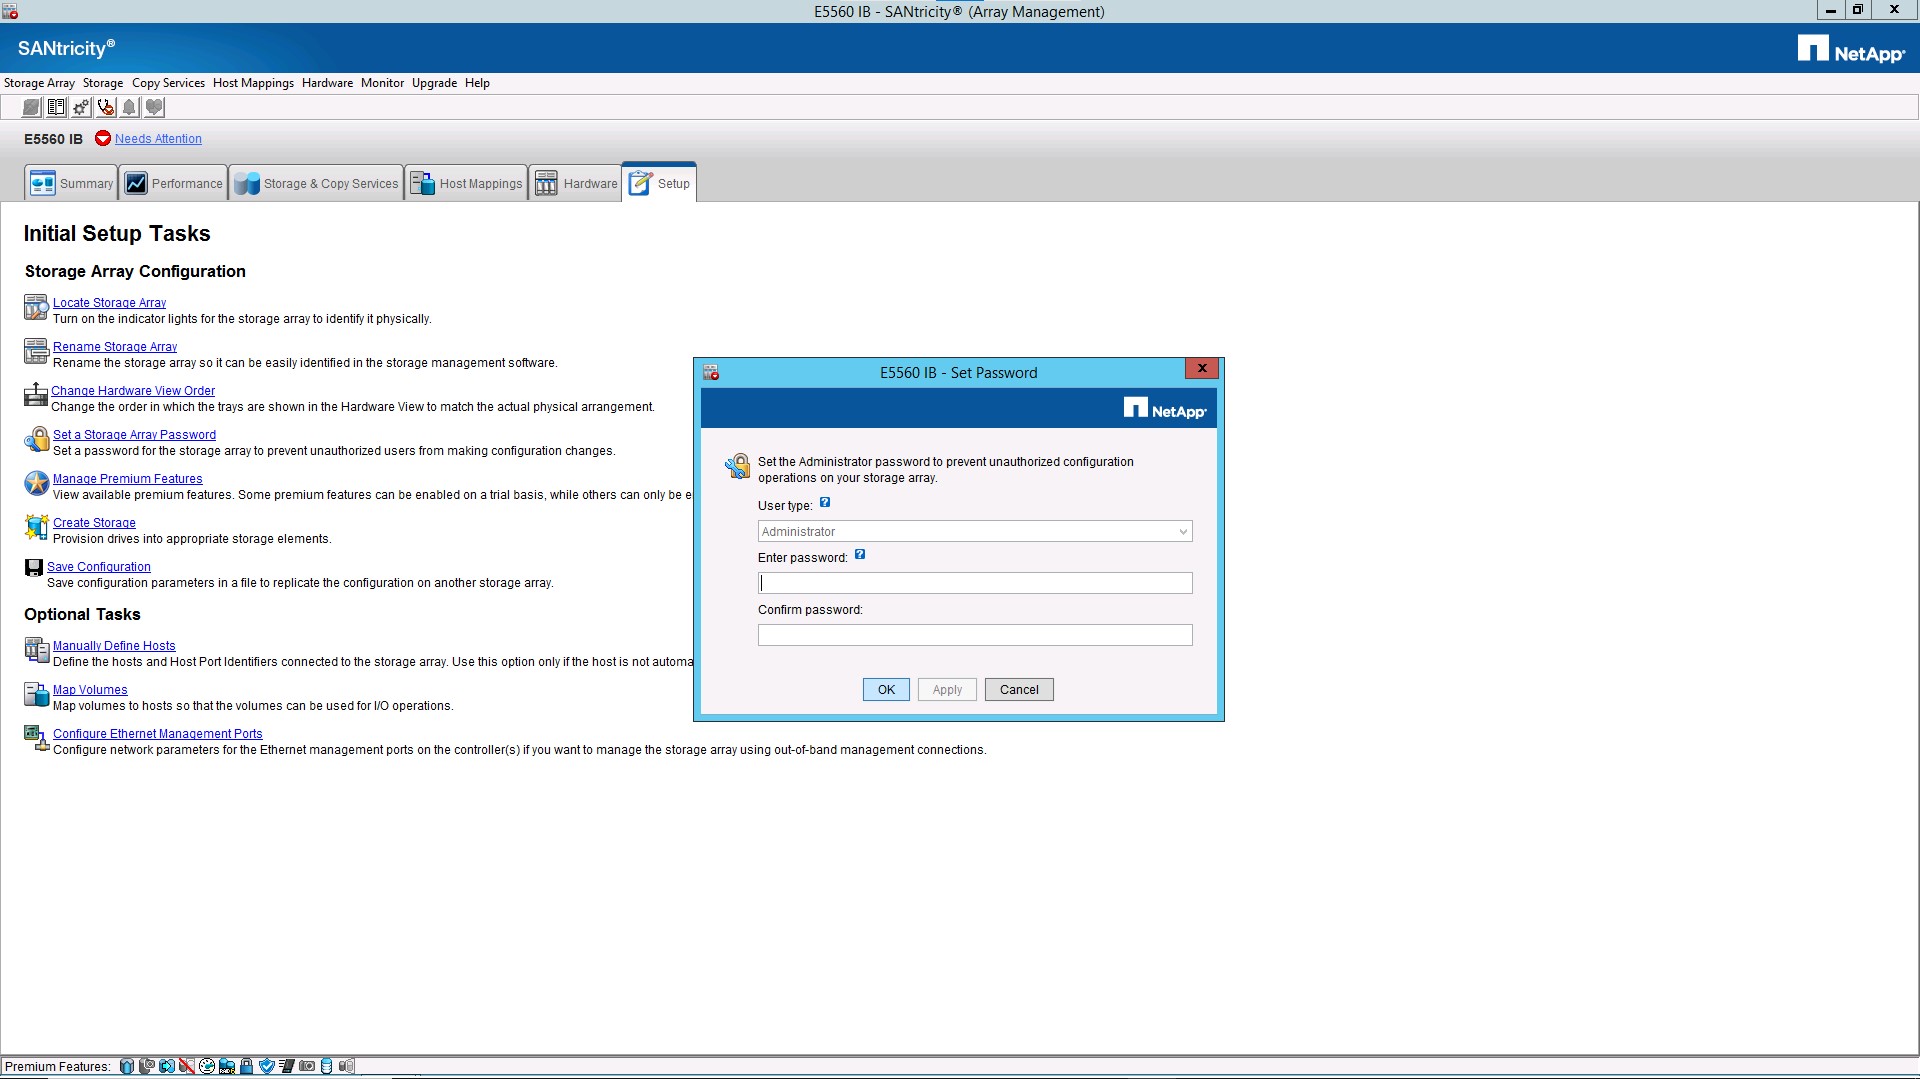 E5560 IB - SANtricity® (Array Management)
SANtricity®
NetApp
Storage Array Storage Copy Services Host Mappings Hardware Monitor Upgrade Help
E5560 IB Needs Attention
Summary Performance Storage & Copy Services Host Mappings Hardware Setup
Initial Setup Tasks
Storage Array Configuration
Locate Storage Array
Turn on the indicator lights for the storage array to identify it physically.
Rename Storage Array
Rename the storage array so it can be easily identified in the storage management software.
Change Hardware View Order
Change the order in which the trays are shown in the Hardware View to match the actual physical arrangement.
Set a Storage Array Password
Set a password for the storage array to prevent unauthorized users from making configuration changes.
Manage Premium Features
View available premium features. Some premium features can be enabled on a trial basis, while others can only be e
Create Storage
Provision drives into appropriate storage elements.
Save Configuration
Save configuration parameters in a file to replicate the configuration on another storage array.
Optional Tasks
Manually Define Hosts
Define the hosts and Host Port Identifiers connected to the storage array. Use this option only if the host is not automa
Map Volumes
Map volumes to hosts so that the volumes can be used for I/O operations.
Configure Ethernet Management Ports
Configure network parameters for the Ethernet management ports on the controller(s) if you want to manage the storage array using out-of-band management connections.
E5560 IB - Set Password
NetApp
Set the Administrator password to prevent unauthorized configuration
operations on your storage array.
User type:
Administrator
Enter password:
Confirm password:
OK Apply Cancel
Premium Features: